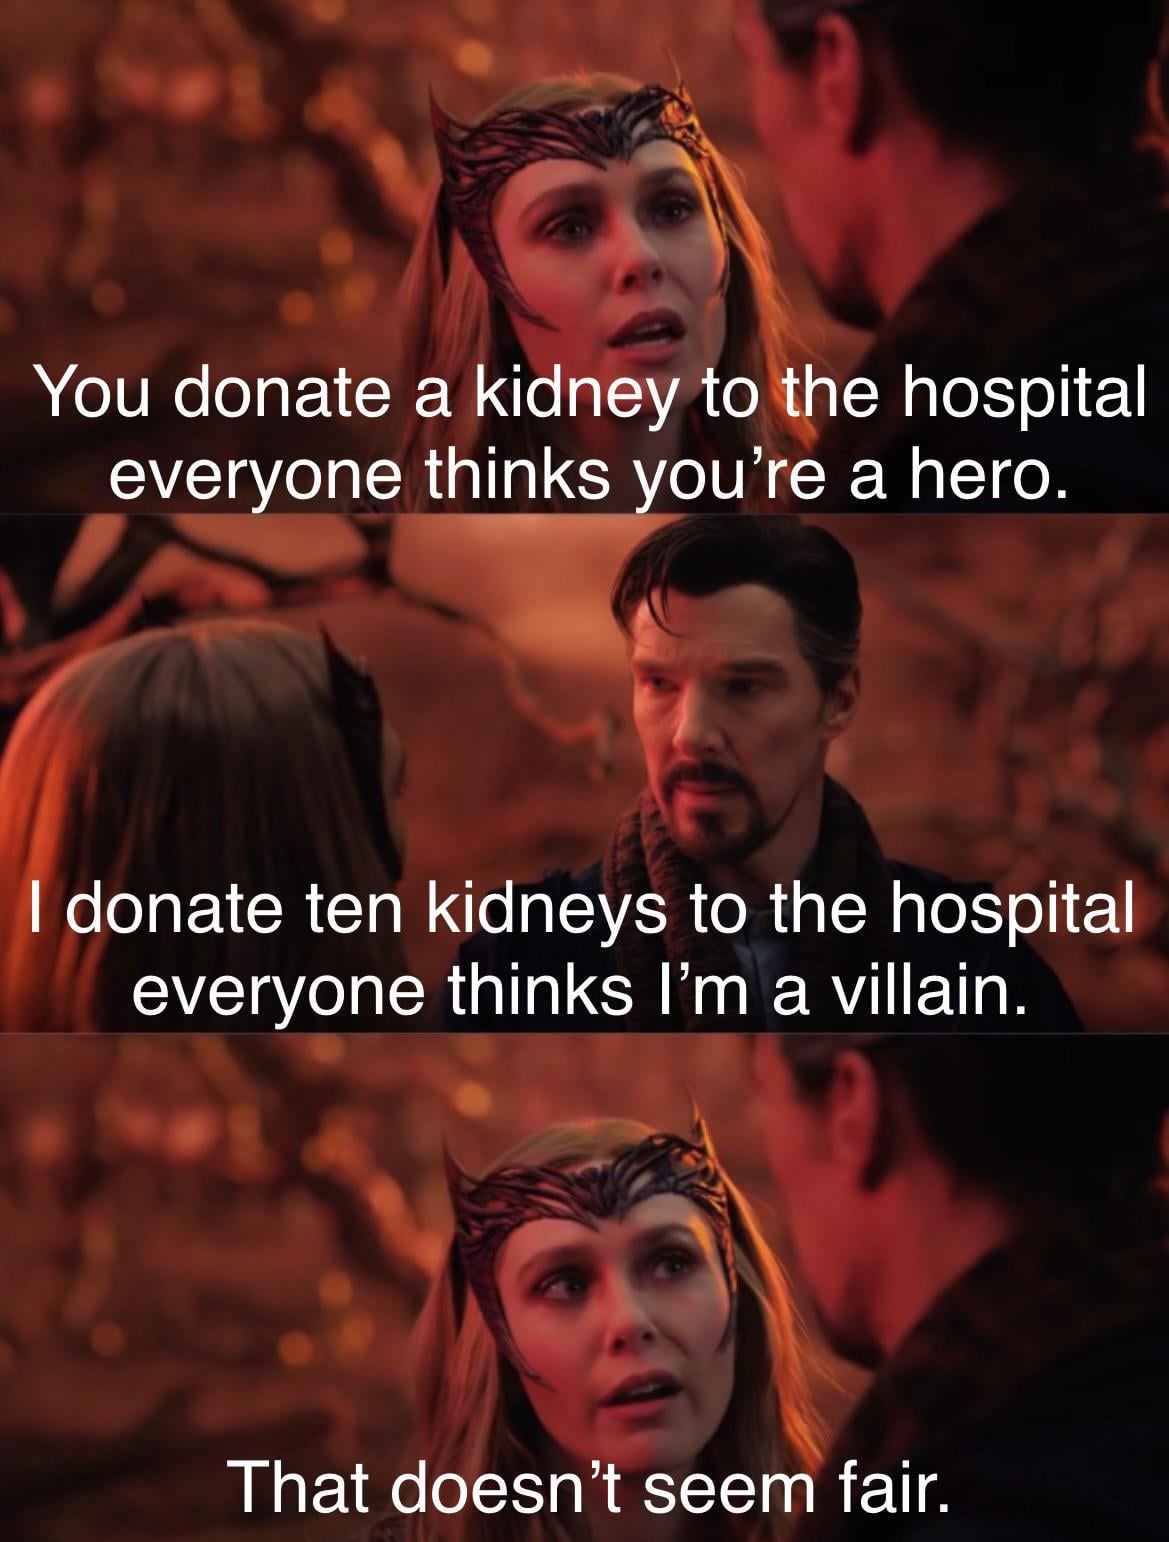 You donate a kidney to the hospital
everyone thinks you’re a hero.
I donate ten kidneys to the hospital
everyone thinks I’m a villain.
That doesn’t seem fair.